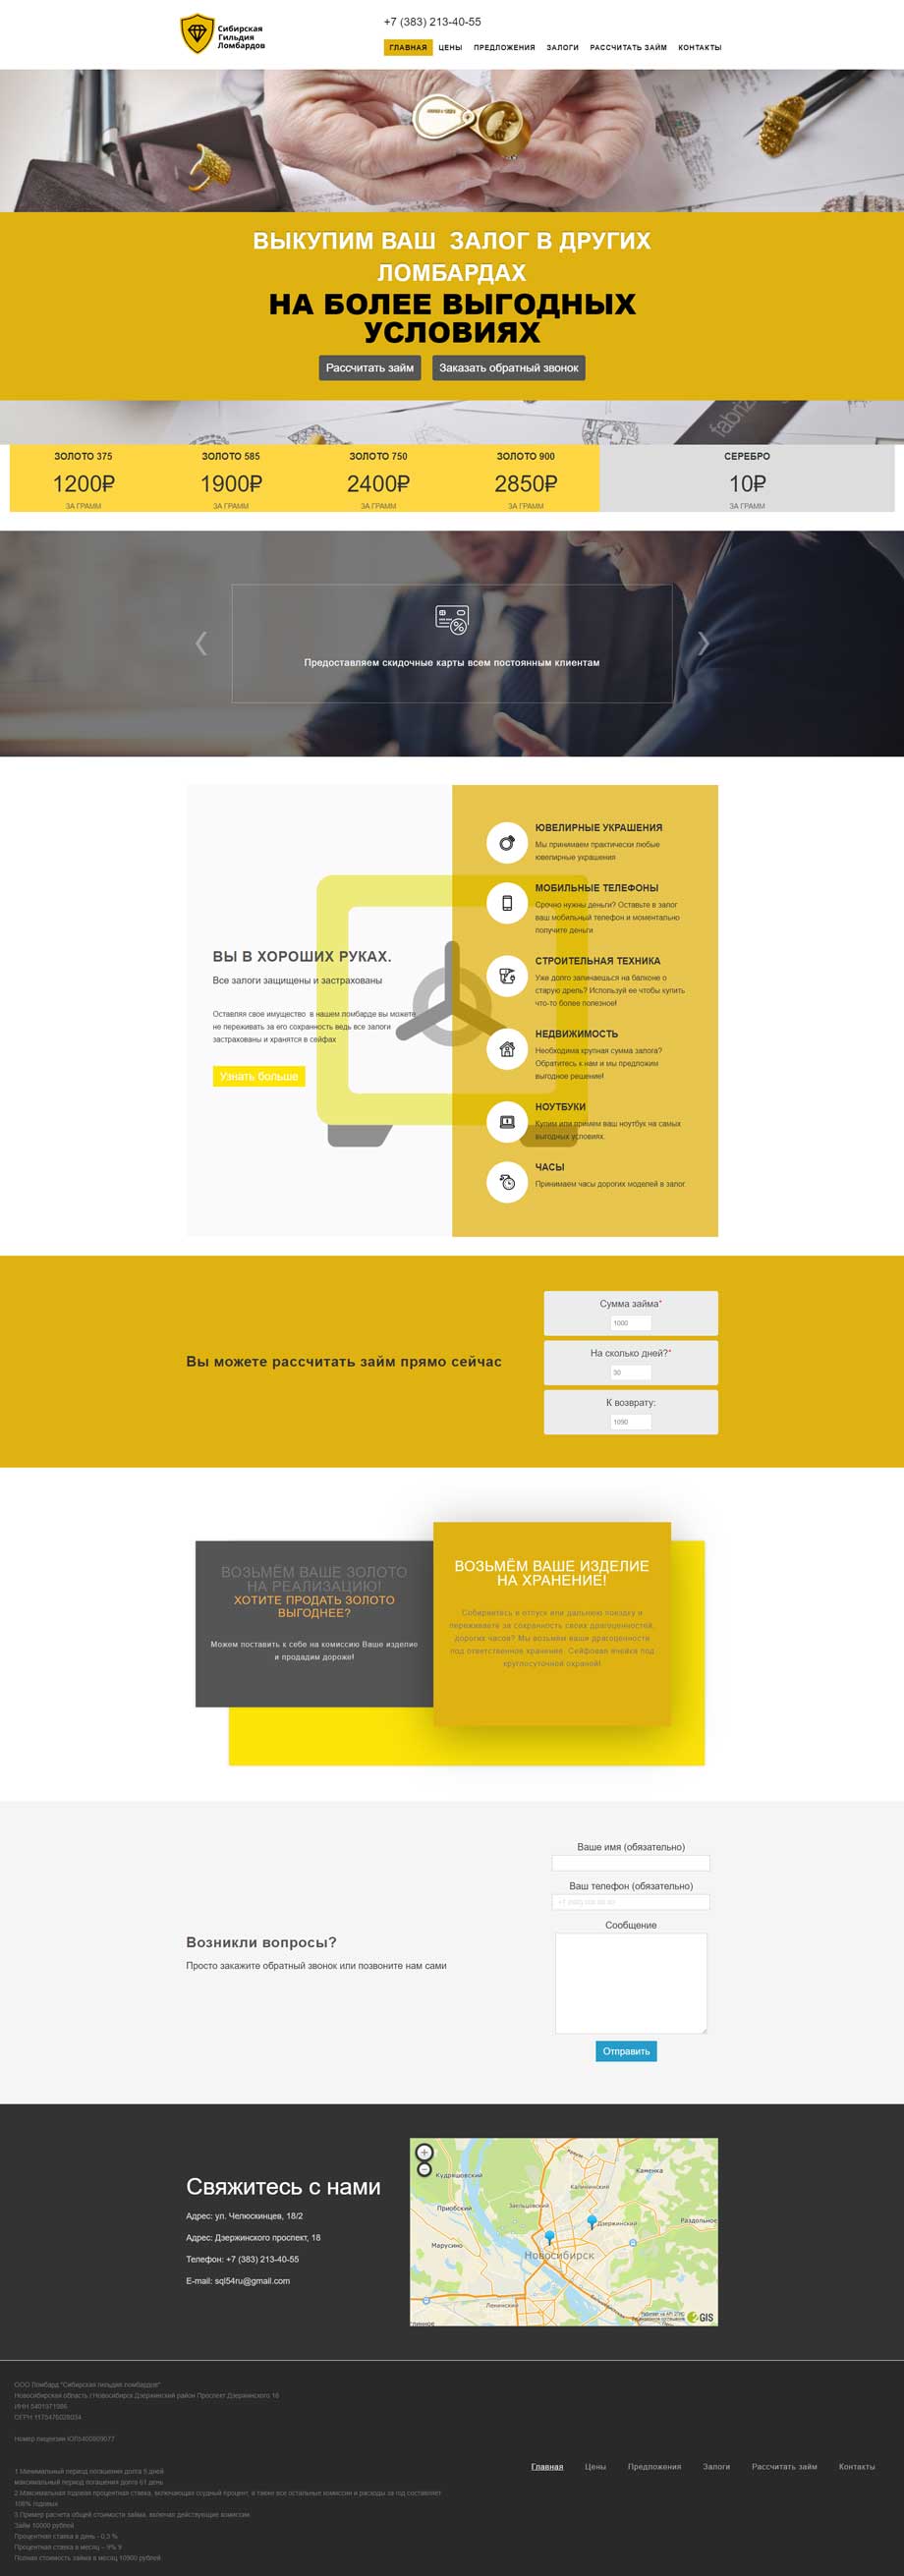 Сибирская
Гильдия
Ломбардов
+7 (383) 213-40-55
ГЛАВНАЯ ЦЕНЫ ПРЕДЛОЖЕНИЯ ЗАЛОГИ РАССЧИТАТЬ ЗАЙМ КОНТАКТЫ
ВЫКУПИМ ВАШ ЗАЛОГ В ДРУГИХ
ЛОМБАРДАХ
НА БОЛЕЕ ВЫГОДНЫХ
УСЛОВИЯХ
Рассчитать займ Заказать обратный звонок
ЗОЛОТО 375 ЗОЛОТО 585 ЗОЛОТО 750 ЗОЛОТО 900 СЕРЕБРО
1200₽ 1900₽ 2400₽ 2850₽ 10₽
ЗА ГРАММ ЗА ГРАММ ЗА ГРАММ ЗА ГРАММ ЗА ГРАММ
Предоставляем скидочные карты всем постоянным клиентам
ВЫ В ХОРОШИХ РУКАХ.
Все залоги защищены и застрахованы
Оставляя свое имущество в нашем ломбарде вы можете
не переживать за его сохранность ведь все залоги
застрахованы и хранятся в сейфах
Узнать больше
ЮВЕЛИРНЫЕ УКРАШЕНИЯ
Мы принимаем практически любые
ювелирные украшения
МОБИЛЬНЫЕ ТЕЛЕФОНЫ
Срочно нужны деньги? Оставьте в залог
ваш мобильный телефон и моментально
получите деньги
СТРОИТЕЛЬНАЯ ТЕХНИКА
Уже долго запинаешься на балконе о
старую дрель? Используй ее чтобы купить
что-то более полезное!
НЕДВИЖИМОСТЬ
Необходима крупная сумма залога?
Обратитесь к нам и мы предложим
выгодное решение!
НОУТБУКИ
Купим или примем ваш ноутбук на самых
выгодных условиях.
ЧАСЫ
Принимаем часы дорогих моделей в залог
Вы можете рассчитать займ прямо сейчас
Сумма займа*
1000
На сколько дней?*
30
К возврату:
1090
ВОЗЬМЁМ ВАШЕ ЗОЛОТО
НА РЕАЛИЗАЦИЮ!
ХОТИТЕ ПРОДАТЬ ЗОЛОТО
ВЫГОДНЕЕ?
Можем поставить к себе на комиссию Ваше изделие
и продадим дороже!
ВОЗЬМЁМ ВАШЕ ИЗДЕЛИЕ
НА ХРАНЕНИЕ!
Собираетесь в отпуск или дальнюю поездку и
переживаете за сохранность своих драгоценностей,
дорогих часов? Мы возьмем ваши драгоценности
под ответственное хранение. Сейфовая ячейка под
круглосуточной охраной!
Возникли вопросы?
Просто закажите обратный звонок или позвоните нам сами
Ваше имя (обязательно)
Ваш телефон (обязательно)
Сообщение
Отправить
Свяжитесь с нами
Адрес: ул. Челюскинцев, 18/2
Адрес: Дзержинского проспект, 18
Телефон: +7 (383) 213-40-55
E-mail: sql54ru@gmail.com
Кудряшовский
Каменка
Калининский
Приобский
Заельцовский
Дзержинский
Раздольное
Марусино
Новосибирск
Ленинский
2GIS
ООО Ломбард "Сибирская гильдия ломбардов"
Новосибирская область г.Новосибирск Дзержинский район Проспект Дзержинского 16
Главная Цены Предложения Залоги Рассчитать займ Контакты
1 Минимальный период погашения долга 5 дней
максимальный период погашения долга 61 день
2 Максимальная годовая процентная ставка, включающая ссудный процент, а также все остальные комиссии и расходы за год составляет
108% годовых
3 Пример расчета общей стоимости займа, включая действующие комиссии
Займ 10000 рублей
Процентная ставка в день - 0,3 %
Процентная ставка в месяц – 9% 9
Полная стоимость займа в месяц 10900 рублей